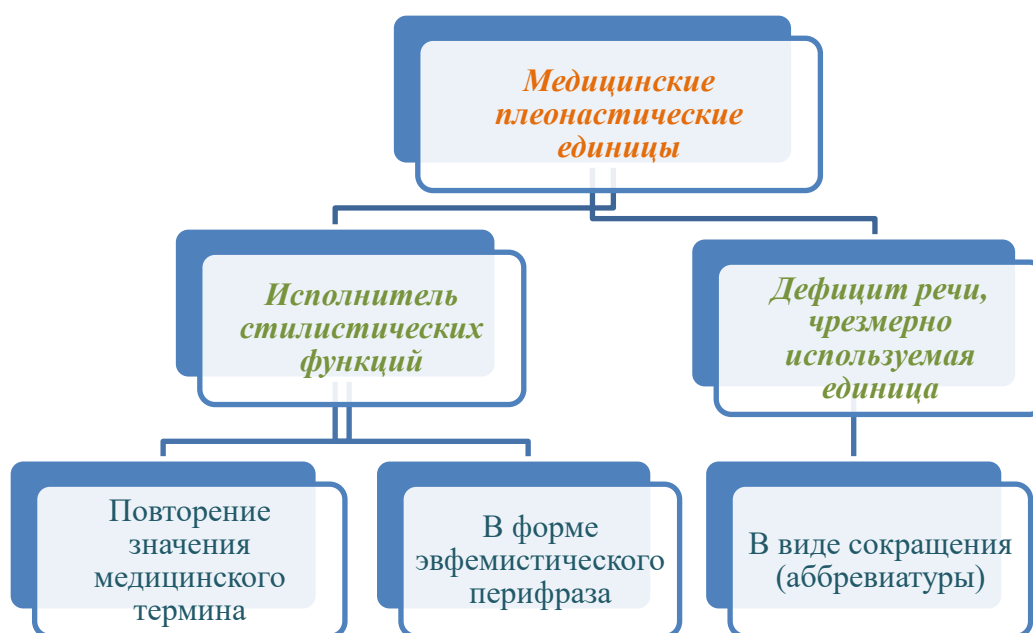 Медицинские
плеонастические
единицы
Исполнитель
стилистических
функций
Дефицит речи,
чрезмерно
используемая
единица
Повторение
значения
медицинского
термина
В форме
эвфемистического
перифраза
В виде сокращения
(аббревиатуры)